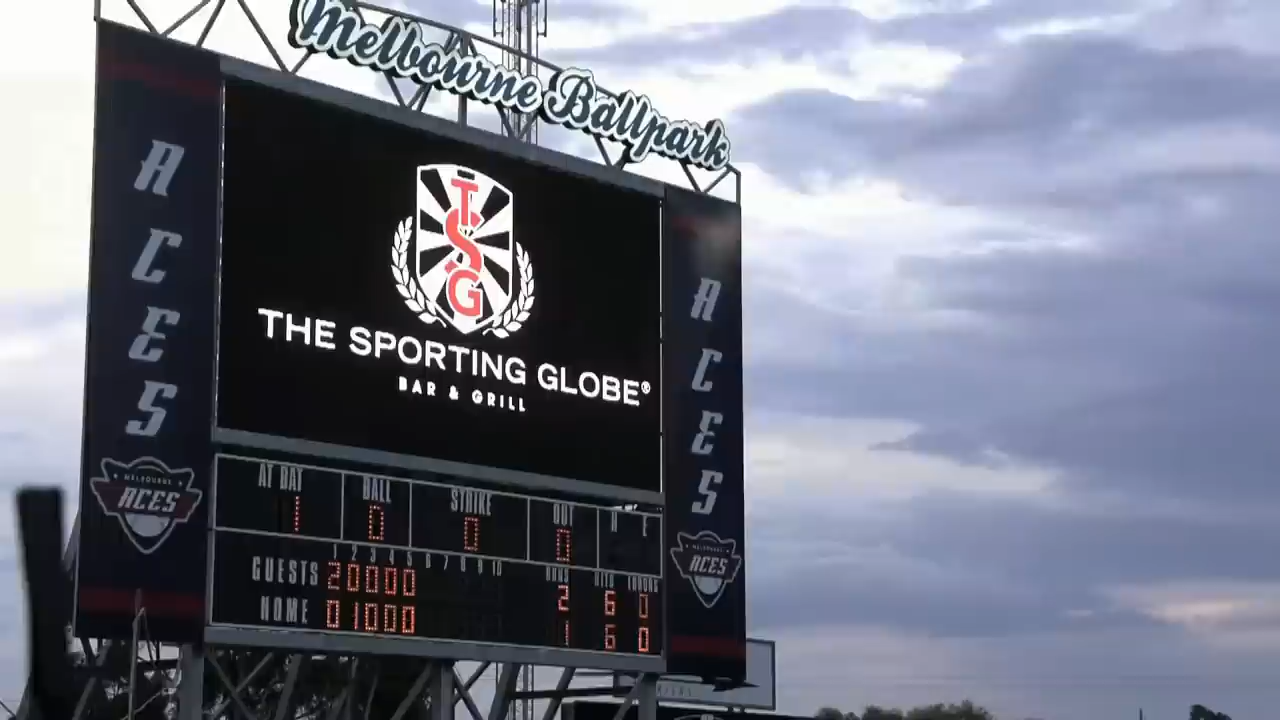 Melbourne Ballpark
ACES
TSG
THE SPORTING GLOBE®
BAR & GRILL
ACES
MELBOURNE
ACES
MELBOURNE
ACES
AT BAT BALL STRIKE OUT H E
1 0 0 0
1 2 3 4 5 6 7 8 9 10 RUNS HITS ERRORS
GUESTS 2 0 0 0 0 2 6 0
HOME 0 1 0 0 0 1 6 0